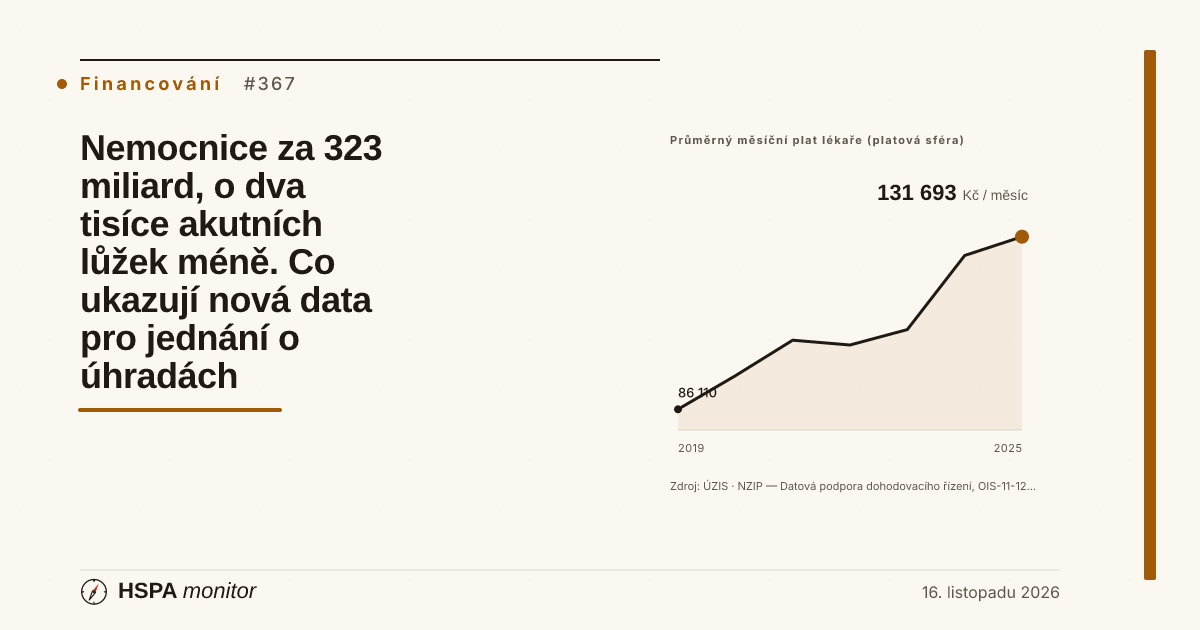 Financování #367
Nemocnice za 323
miliard, o dva
tisíce akutních
lůžek méně. Co
ukazují nová data
pro jednání o
úhradách
Průměrný měsíční plat lékaře (platová sféra)
131 693 Kč / měsíc
86 110
2019 2025
Zdroj: ÚZIS · NZIP — Datová podpora dohodovacího řízení, OIS-11-12…
HSPA monitor
16. listopadu 2026